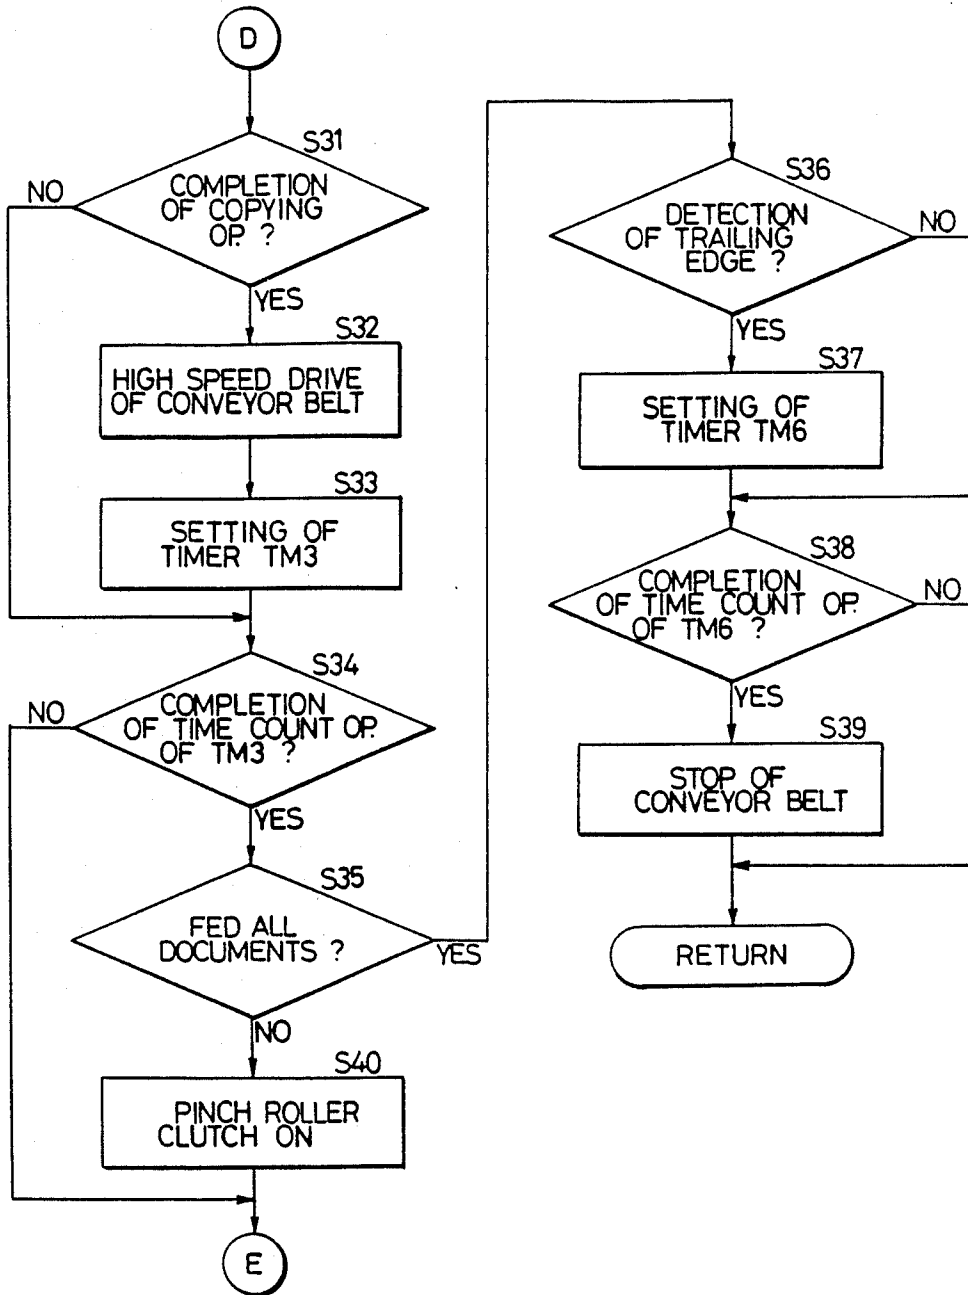 D
S31
COMPLETION
OF COPYING
OP. ?
NO
YES
S32
HIGH SPEED DRIVE
OF CONVEYOR BELT
S33
SETTING OF
TIMER TM3
S34
COMPLETION
OF TIME COUNT OP.
OF TM3 ?
NO
YES
S35
FED ALL
DOCUMENTS ?
YES
NO
S40
PINCH ROLLER
CLUTCH ON
E
S36
DETECTION
OF TRAILING
EDGE ?
NO
YES
S37
SETTING OF
TIMER TM6
S38
COMPLETION
OF TIME COUNT OP.
OF TM6 ?
NO
YES
S39
STOP OF
CONVEYOR BELT
RETURN